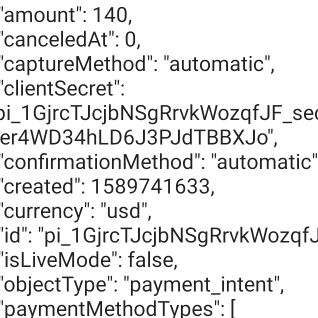 "amount": 140,
"canceledAt": 0,
"captureMethod": "automatic",
"clientSecret":
pi_1GjrcTJcjbNSgRrvkWozqfJF_sec
er4WD34hLD6J3PJdTBBXJo",
"confirmationMethod": "automatic"
"created": 1589741633,
"currency": "usd",
"id": "pi_1GjrcTJcjbNSgRrvkWozqfJ
"isLiveMode": false,
"objectType": "payment_intent",
"paymentMethodTypes": [